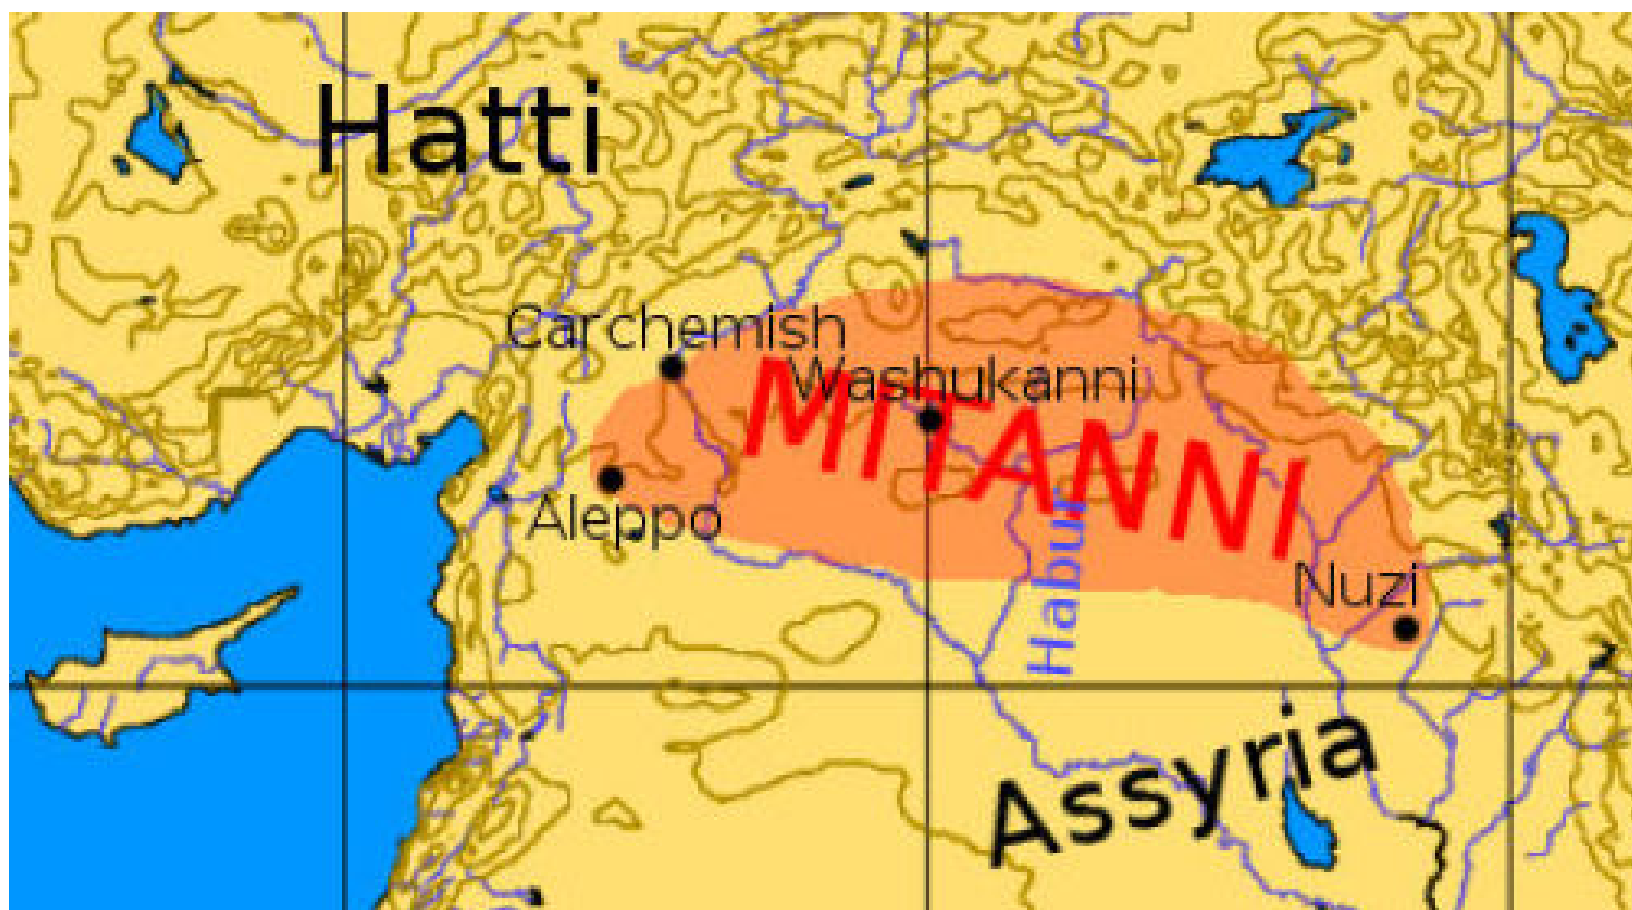 Hatti
Carchemish
Washukanni
MITANNI
Aleppo
Habur
Nuzi
Assyria